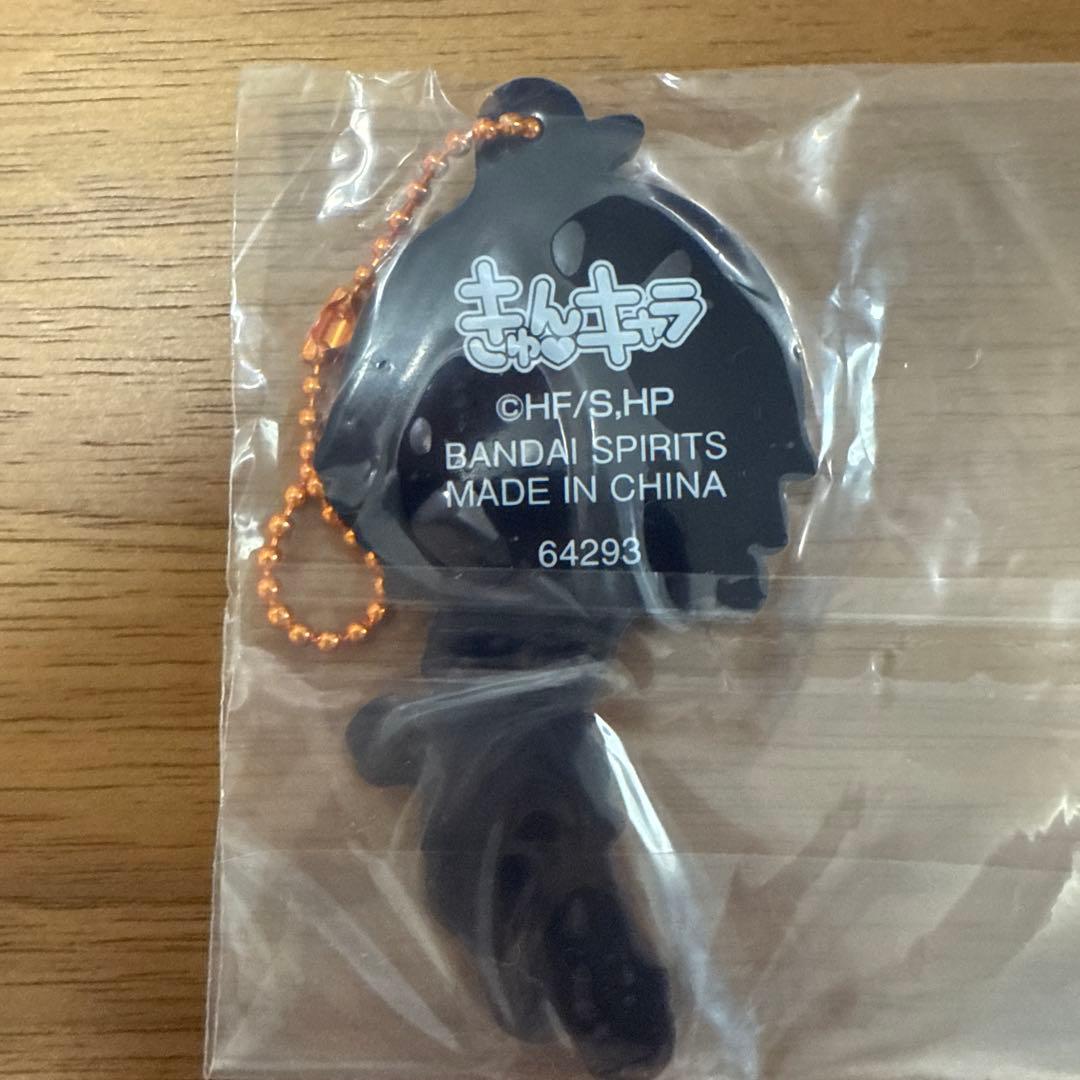 きゅんキャラ
©HF/S,HP
BANDAI SPIRITS
MADE IN CHINA
64293